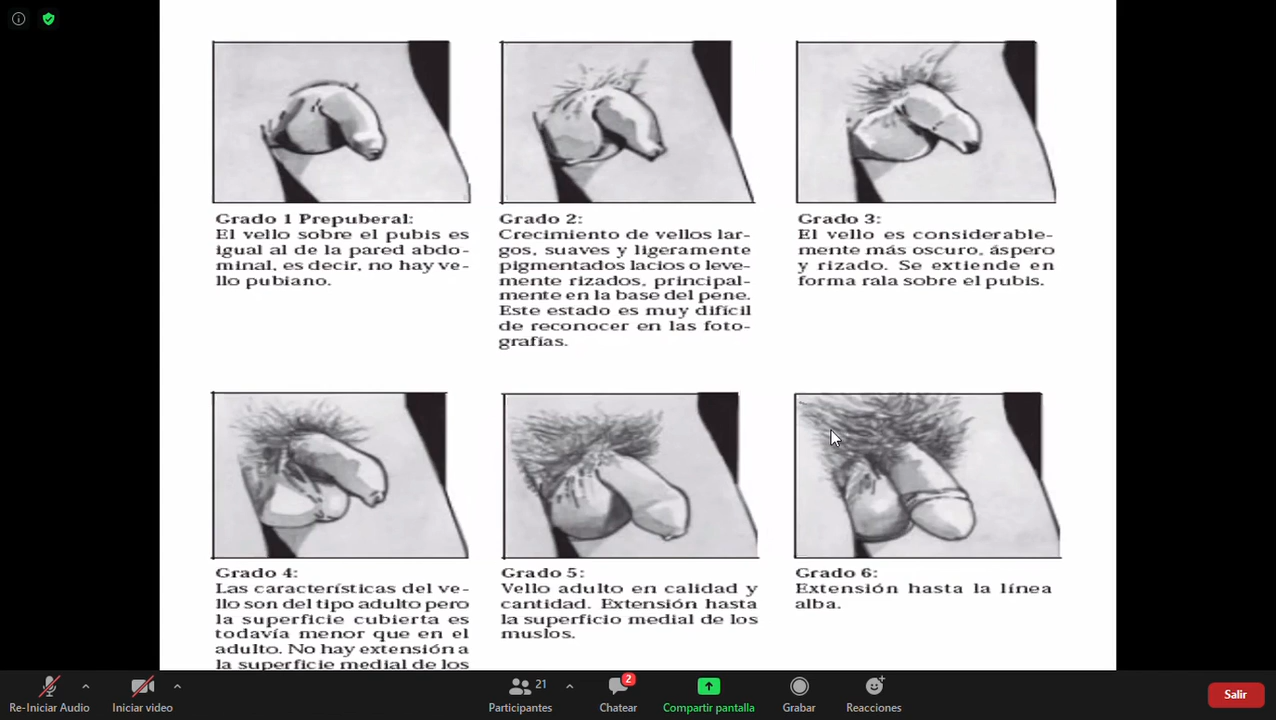 Grado 1 Prepuberal:
El vello sobre el pubis es
igual al de la pared abdo-
minal, es decir, no hay ve-
llo pubiano.
Grado 2:
Crecimiento de vellos lar-
gos, suaves y ligeramente
pigmentados lacios o leve-
mente rizados, principal-
mente en la base del pene.
Este estado es muy difícil
de reconocer en las foto-
grafías.
Grado 3:
El vello es considerable-
mente más oscuro, áspero
y rizado. Se extiende en
forma rala sobre el pubis.
Grado 4:
Las características del ve-
llo son del tipo adulto pero
la superficie cubierta es
todavía menor que en el
adulto. No hay extensión a
la superficie medial de los
Grado 5:
Vello adulto en calidad y
cantidad. Extensión hasta
la superficio medial de los
muslos.
Grado 6:
Extensión hasta la línea
alba.
Re-Iniciar Audio
Iniciar video
21
Participantes
2
Chatear
Compartir pantalla
Grabar
Reacciones
Salir